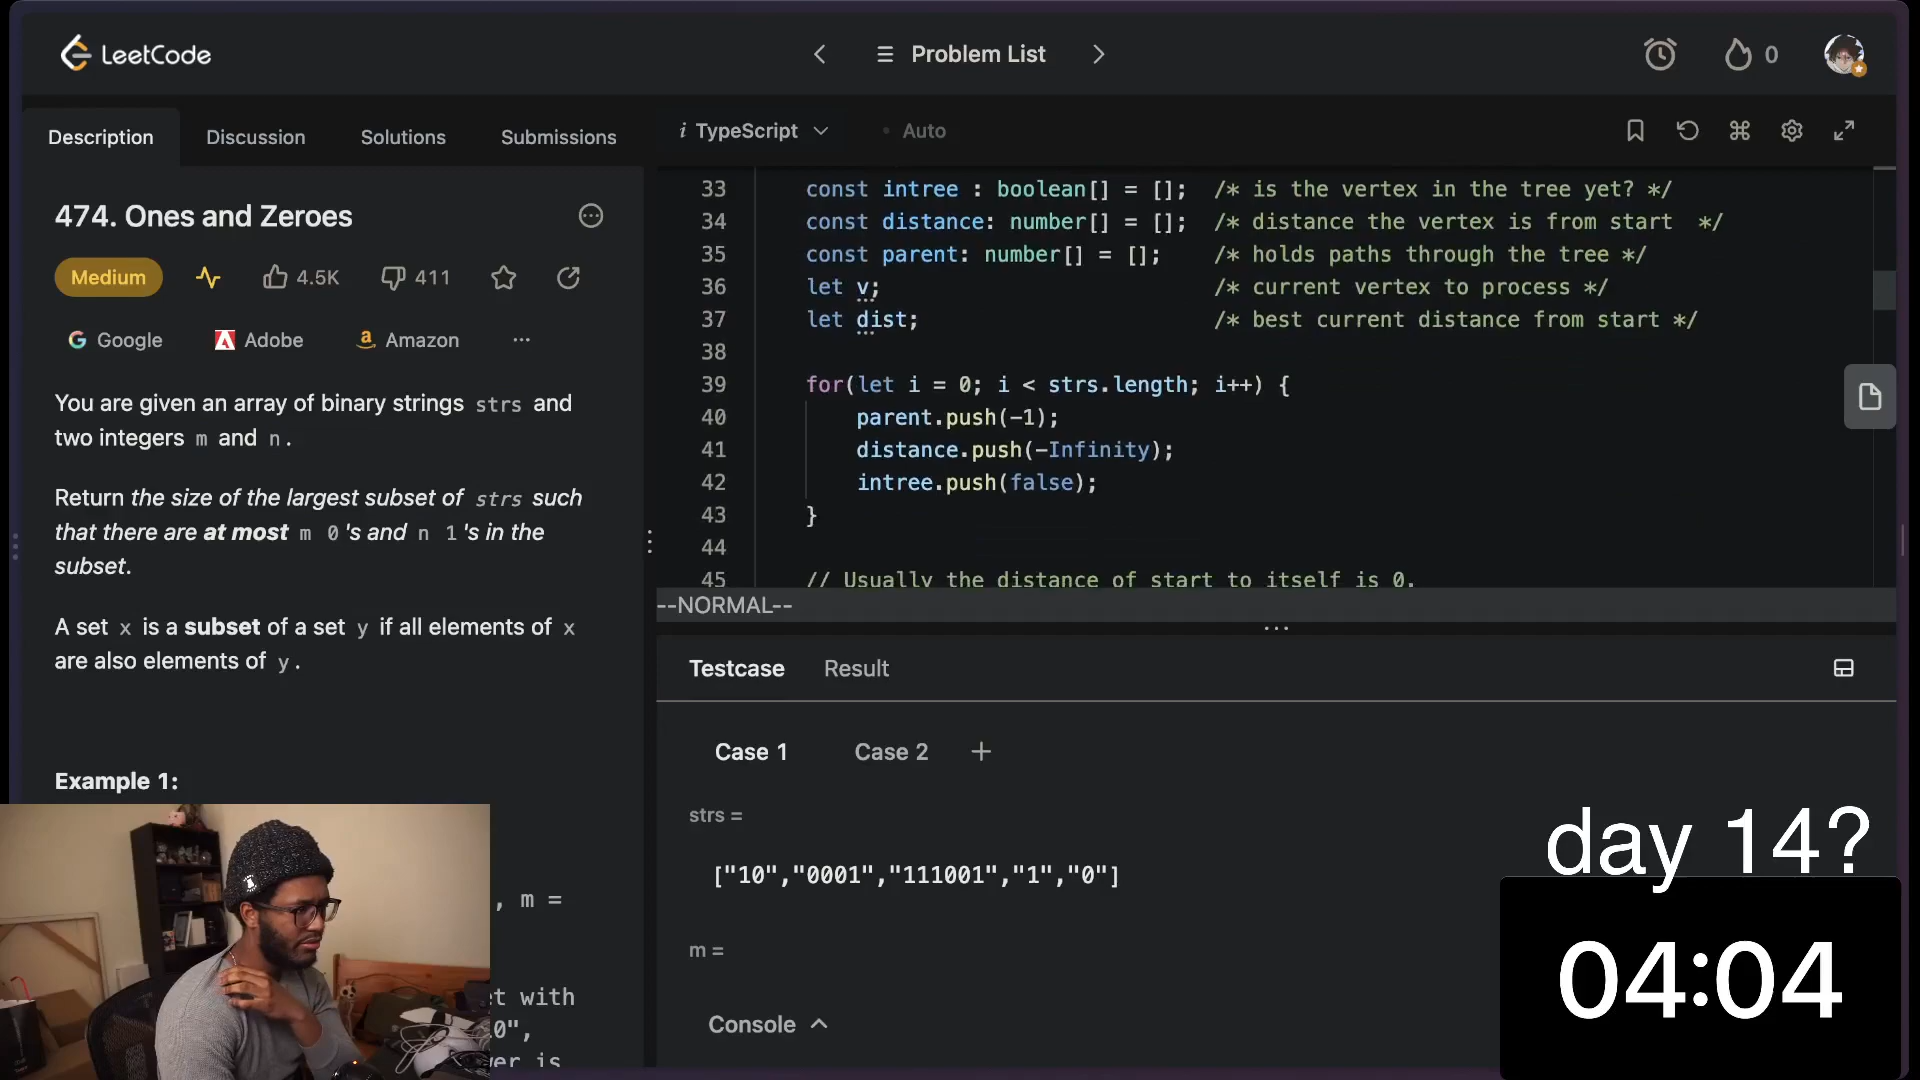 LeetCode
Problem List
0
Description
Discussion
Solutions
Submissions
i TypeScript
• Auto
474. Ones and Zeroes
Medium
4.5K
411
Google
Adobe
Amazon
...
You are given an array of binary strings strs and
two integers m and n.
Return the size of the largest subset of strs such
that there are at most m 0's and n 1's in the
subset.
A set x is a subset of a set y if all elements of x
are also elements of y.
Example 1:
, m =
t with
0",
er is
33 const intree : boolean[] = []; /* is the vertex in the tree yet? */
34 const distance: number[] = []; /* distance the vertex is from start */
35 const parent: number[] = []; /* holds paths through the tree */
36 let v; /* current vertex to process */
37 let dist; /* best current distance from start */
38
39 for(let i = 0; i < strs.length; i++) {
40 parent.push(-1);
41 distance.push(-Infinity);
42 intree.push(false);
43 }
44
45 // Usually the distance of start to itself is 0.
--NORMAL--
...
Testcase
Result
Case 1
Case 2
+
strs =
["10","0001","111001","1","0"]
m =
Console
day 14?
04:04